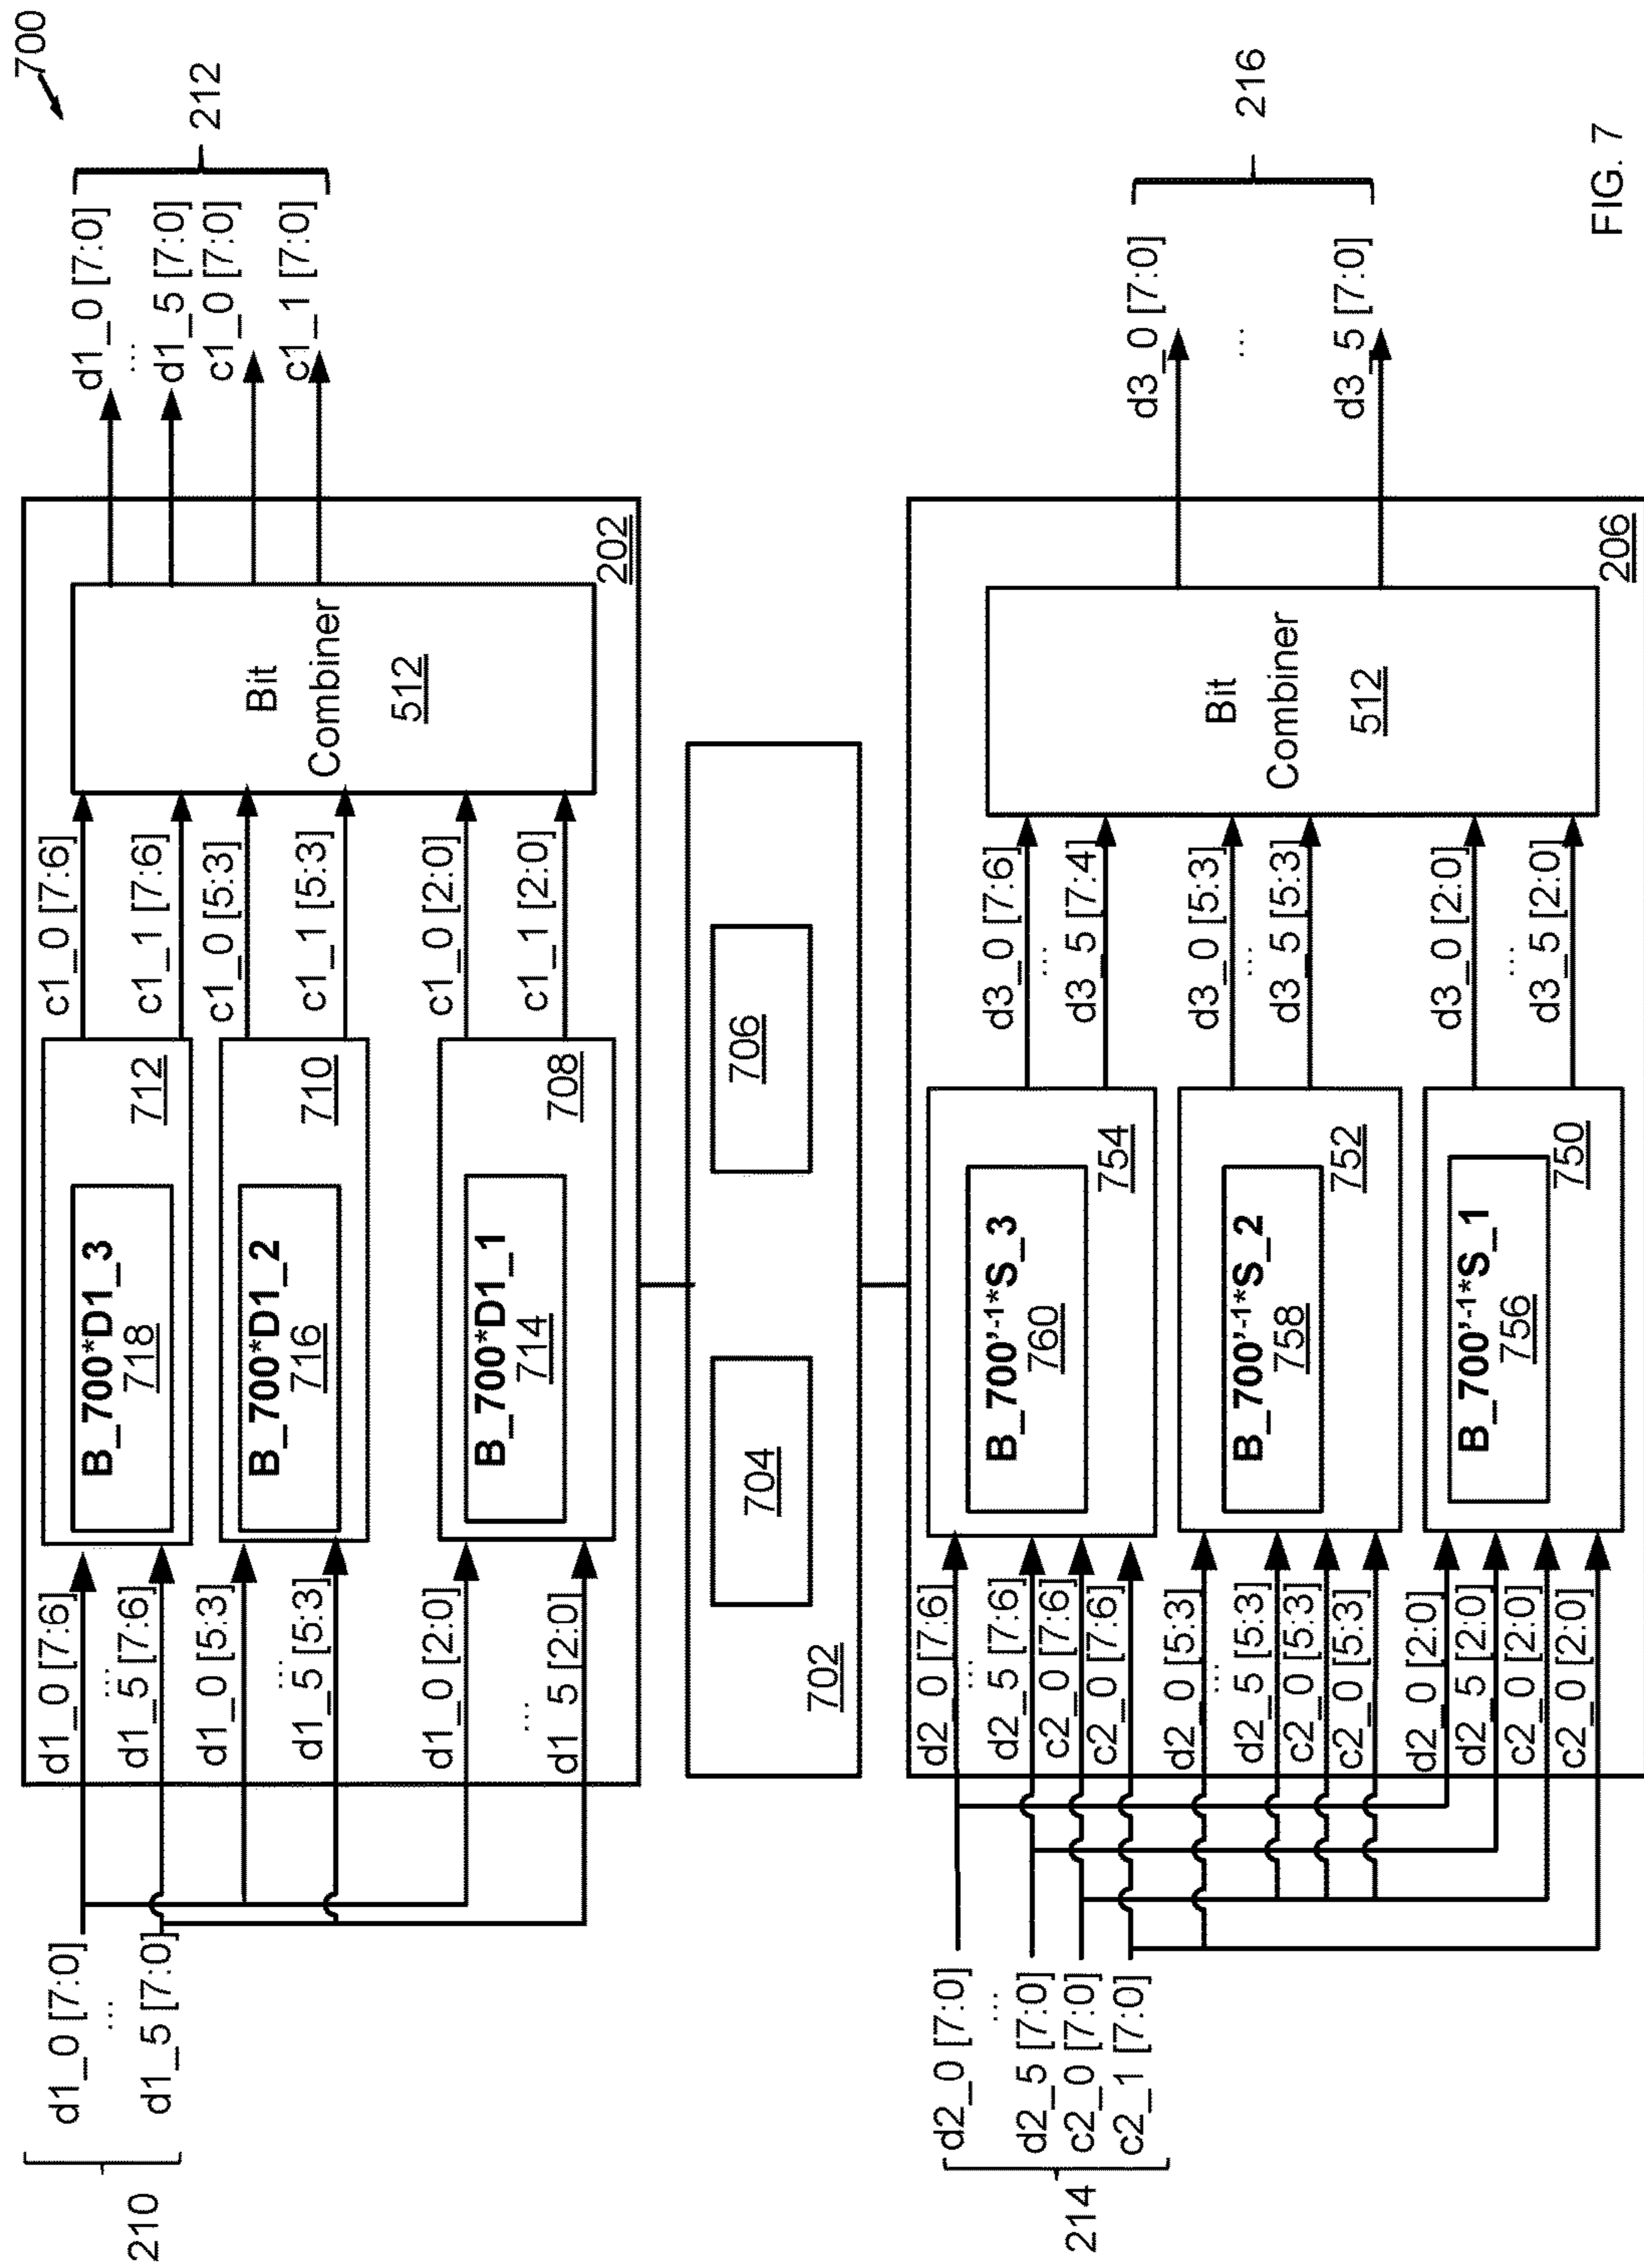 700
210
d1_0 [7:0]
...
d1_5 [7:0]
d1_0 [7:6]
...
d1_5 [7:6]
d1_0 [5:3]
...
d1_5 [5:3]
d1_0 [2:0]
...
d1_5 [2:0]
B_700*D1_3
718
712
B_700*D1_2
716
710
B_700*D1_1
714
708
c1_0 [7:6]
c1_1 [7:6]
c1_0 [5:3]
c1_1 [5:3]
c1_0 [2:0]
c1_1 [2:0]
Bit
Combiner
512
202
d1_0 [7:0]
...
d1_5 [7:0]
c1_0 [7:0]
c1_1 [7:0]
212
702
704
706
214
d2_0 [7:0]
...
d2_5 [7:0]
c2_0 [7:0]
c2_1 [7:0]
d2_0 [7:6]
...
d2_5 [7:6]
c2_0 [7:6]
c2_0 [7:6]
d2_0 [5:3]
...
d2_5 [5:3]
c2_0 [5:3]
c2_0 [5:3]
d2_0 [2:0]
d2_5 [2:0]
c2_0 [2:0]
c2_0 [2:0]
B_700'-1*S_3
760
754
B_700'-1*S_2
758
752
B_700'-1*S_1
756
750
d3_0 [7:6]
...
d3_5 [7:4]
d3_0 [5:3]
...
d3_5 [5:3]
d3_0 [2:0]
...
d3_5 [2:0]
Bit
Combiner
512
206
d3_0 [7:0]
...
d3_5 [7:0]
216
FIG. 7